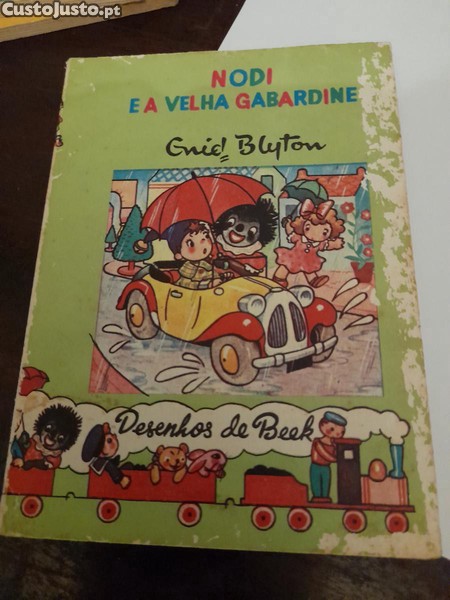 CustoJusto.pt
NODI
E A VELHA GABARDINE
Enid Blyton
Desenhos de Beek